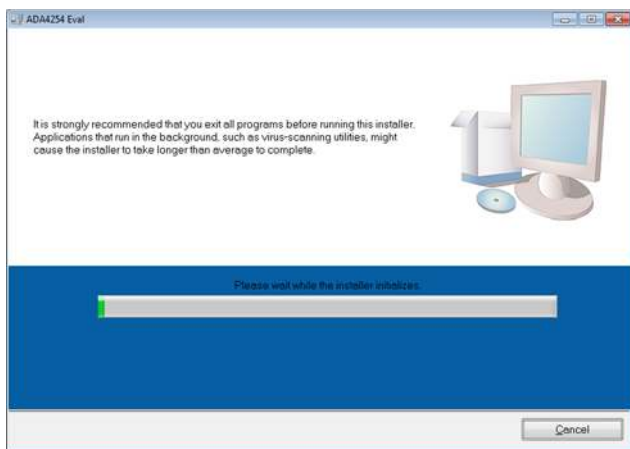 ADA4254 Eval
It is strongly recommended that you exit all programs before running this installer.
Applications that run in the background, such as virus-scanning utilities, might
cause the installer to take longer than average to complete.
Please wait while the installer initializes.
Cancel